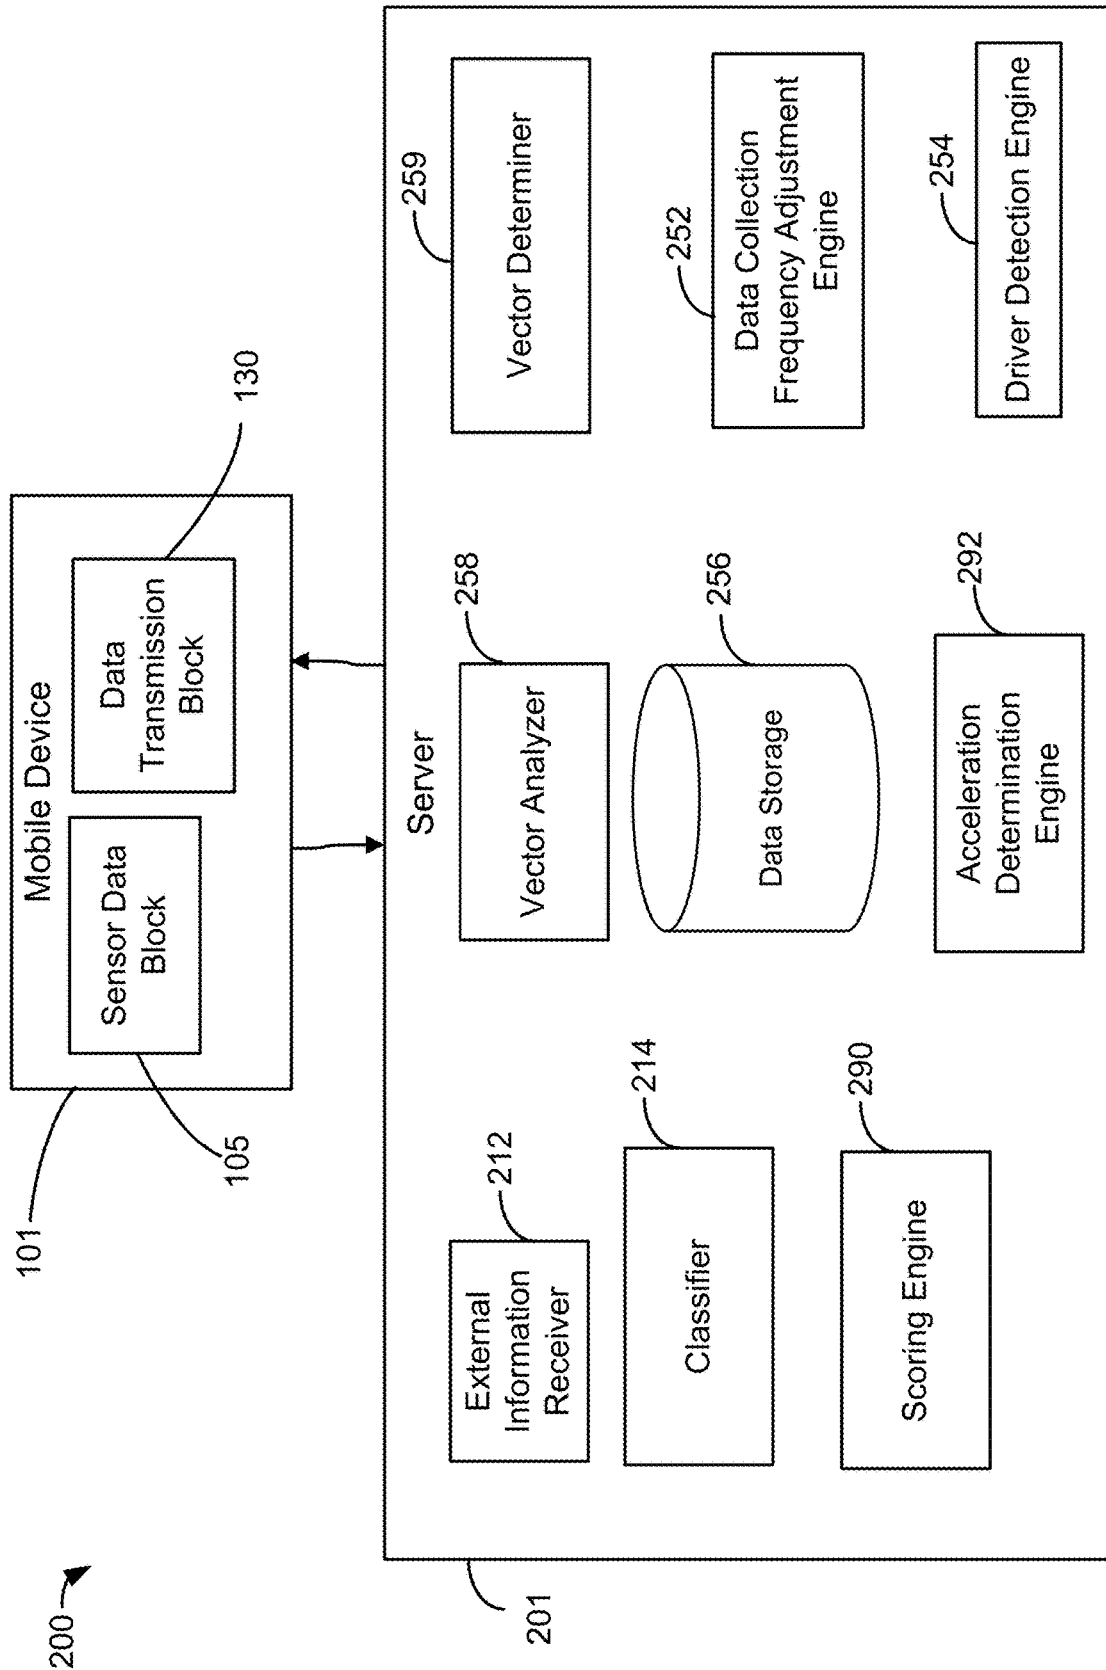 200
Mobile Device
101
Sensor Data
Block
105
Data
Transmission
Block
130
Server
201
External
Information
Receiver
212
Vector Analyzer
258
Vector Determiner
259
Classifier
214
Data Storage
256
Data Collection
Frequency Adjustment
Engine
252
Scoring Engine
290
Acceleration
Determination
Engine
292
Driver Detection Engine
254